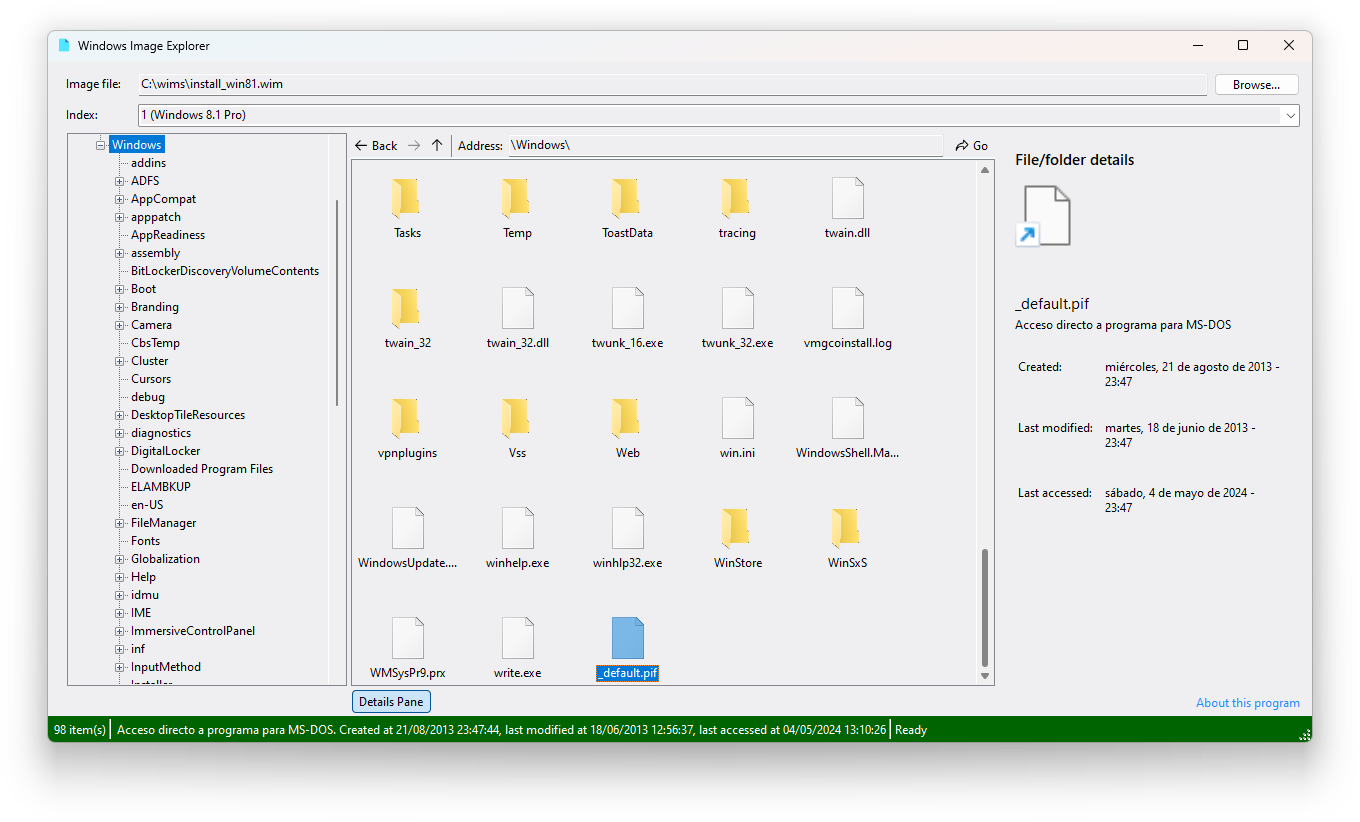 Windows Image Explorer
Image file:
C:\wims\install_win81.wim
Browse...
Index:
1 (Windows 8.1 Pro)
Windows
addins
ADFS
AppCompat
apppatch
AppReadiness
assembly
BitLockerDiscoveryVolumeContents
Boot
Branding
Camera
CbsTemp
Cluster
Cursors
debug
DesktopTileResources
diagnostics
DigitalLocker
Downloaded Program Files
ELAMBKUP
en-US
FileManager
Fonts
Globalization
Help
idmu
IME
ImmersiveControlPanel
inf
InputMethod
Back
Address:
\Windows\
Go
Tasks
Temp
ToastData
tracing
twain.dll
twain_32
twain_32.dll
twunk_16.exe
twunk_32.exe
vmgcoinstall.log
vpnplugins
Vss
Web
win.ini
WindowsShell.Ma...
WindowsUpdate....
winhelp.exe
winhlp32.exe
WinStore
WinSxS
WMSysPr9.prx
write.exe
_default.pif
Details Pane
File/folder details
_default.pif
Acceso directo a programa para MS-DOS
Created:
miércoles, 21 de agosto de 2013 -
23:47
Last modified:
martes, 18 de junio de 2013 -
23:47
Last accessed:
sábado, 4 de mayo de 2024 -
23:47
About this program
98 item(s)
Acceso directo a programa para MS-DOS. Created at 21/08/2013 23:47:44, last modified at 18/06/2013 12:56:37, last accessed at 04/05/2024 13:10:26
Ready